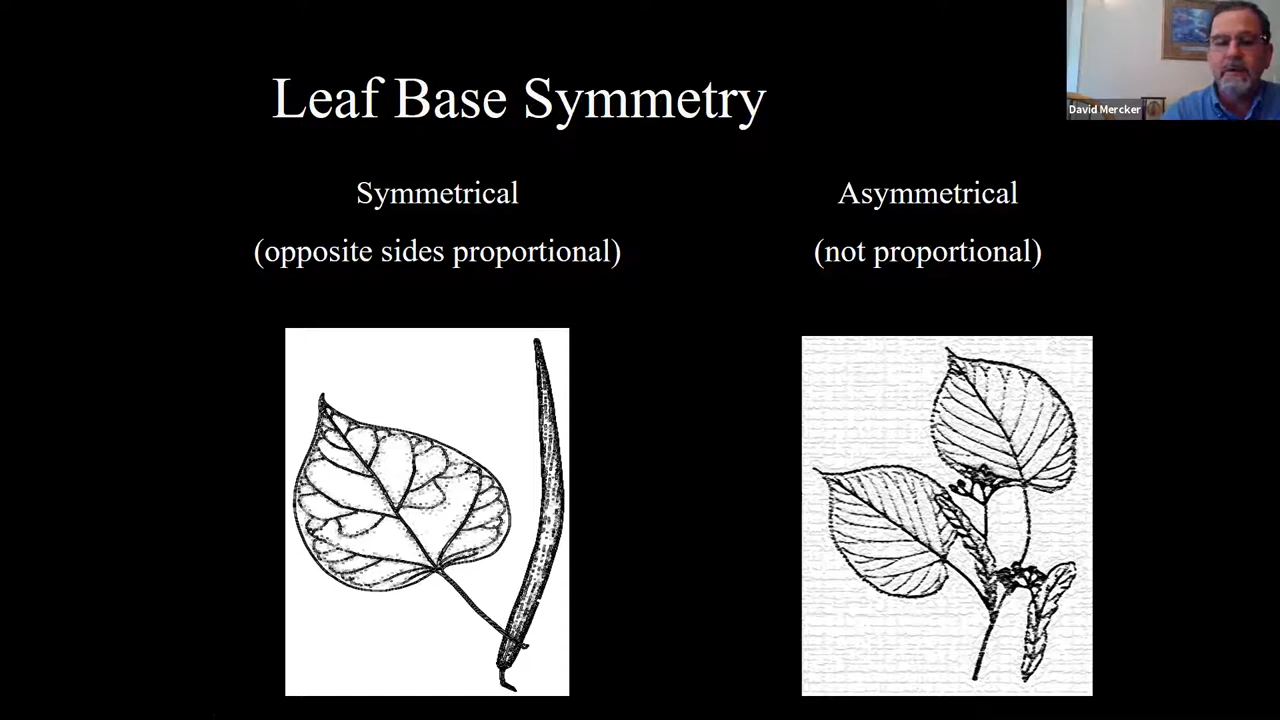 Leaf Base Symmetry
David Mercker
Symmetrical
(opposite sides proportional)
Asymmetrical
(not proportional)